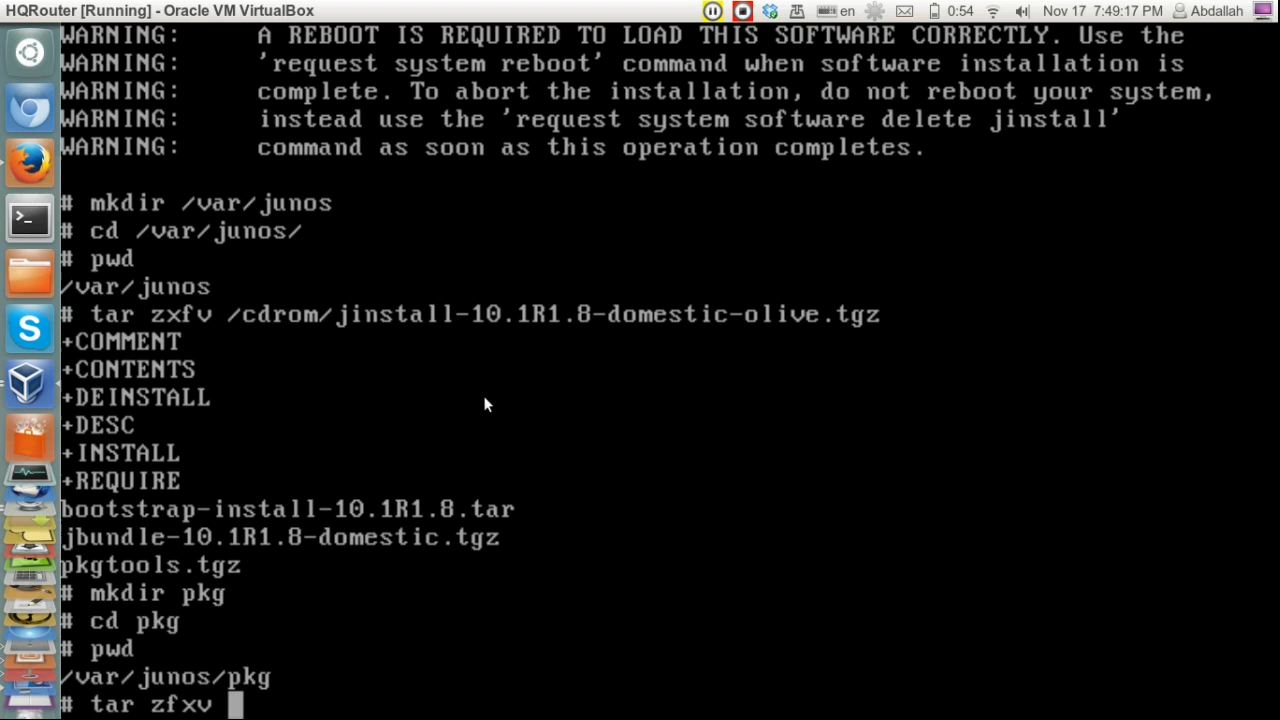 HQRouter [Running] - Oracle VM VirtualBox
en
0:54
Nov 17 7:49:17 PM
Abdallah
WARNING: A REBOOT IS REQUIRED TO LOAD THIS SOFTWARE CORRECTLY. Use the
WARNING: 'request system reboot' command when software installation is
WARNING: complete. To abort the installation, do not reboot your system,
WARNING: instead use the 'request system software delete jinstall'
WARNING: command as soon as this operation completes.
# mkdir /var/junos
# cd /var/junos/
# pwd
/var/junos
# tar zxfv /cdrom/jinstall-10.1R1.8-domestic-olive.tgz
+COMMENT
+CONTENTS
+DEINSTALL
+DESC
+INSTALL
+REQUIRE
bootstrap-install-10.1R1.8.tar
jbundle-10.1R1.8-domestic.tgz
pkgtools.tgz
# mkdir pkg
# cd pkg
# pwd
/var/junos/pkg
# tar zfxv